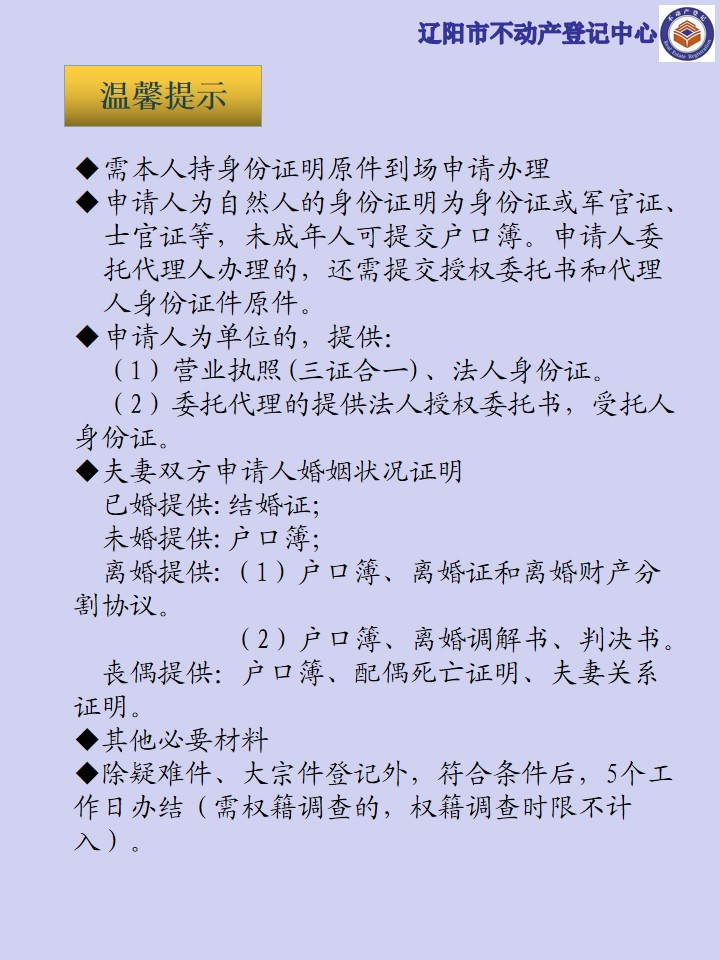 辽阳市不动产登记中心
不动产登记
Real Estate Registration
温馨提示
◆需本人持身份证明原件到场申请办理
◆申请人为自然人的身份证明为身份证或军官证、
士官证等，未成年人可提交户口簿。申请人委
托代理人办理的，还需提交授权委托书和代理
人身份证件原件。
◆申请人为单位的，提供：
（1）营业执照(三证合一)、法人身份证。
（2）委托代理的提供法人授权委托书，受托人
身份证。
◆夫妻双方申请人婚姻状况证明
已婚提供：结婚证；
未婚提供：户口簿；
离婚提供：（1）户口簿、离婚证和离婚财产分
割协议。
（2）户口簿、离婚调解书、判决书。
丧偶提供：户口簿、配偶死亡证明、夫妻关系
证明。
◆其他必要材料
◆除疑难件、大宗件登记外，符合条件后，5个工
作日办结（需权籍调查的，权籍调查时限不计
入）。